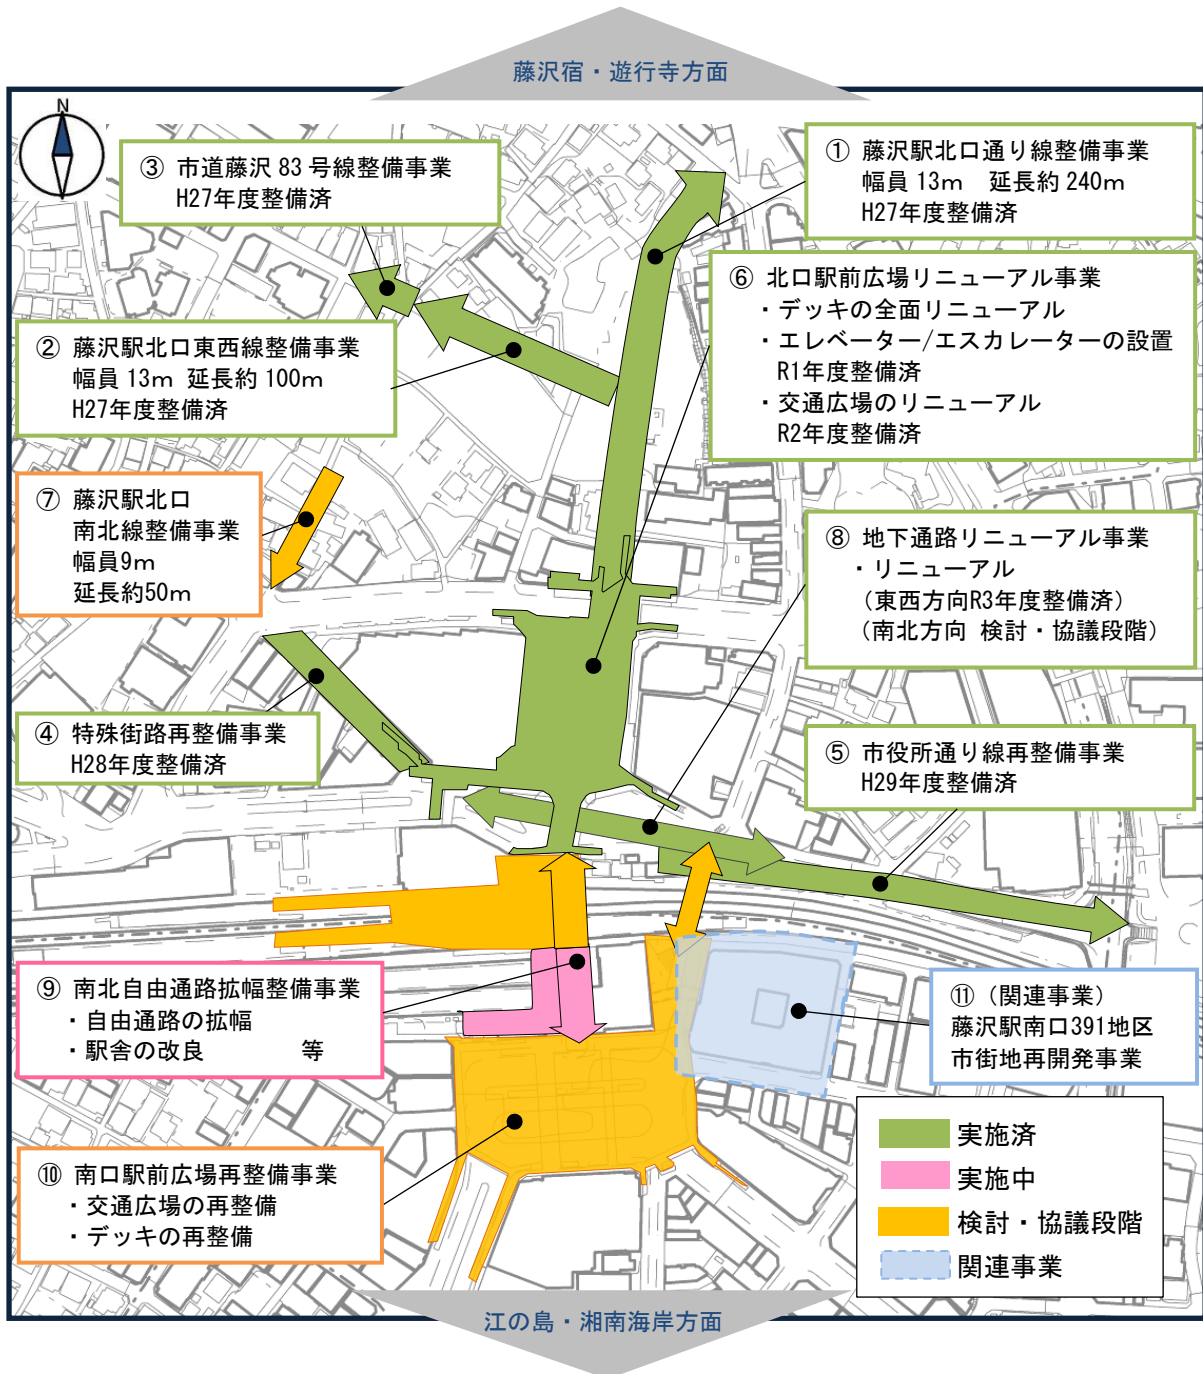 藤沢宿・遊行寺方面
N
③ 市道藤沢 83 号線整備事業
H27年度整備済
① 藤沢駅北口通り線整備事業
幅員 13m 延長約 240m
H27年度整備済
⑥ 北口駅前広場リニューアル事業
・デッキの全面リニューアル
・エレベーター/エスカレーターの設置
R1年度整備済
・交通広場のリニューアル
R2年度整備済
② 藤沢駅北口東西線整備事業
幅員 13m 延長約 100m
H27年度整備済
⑦ 藤沢駅北口
南北線整備事業
幅員9m
延長約50m
⑧ 地下通路リニューアル事業
・リニューアル
（東西方向R3年度整備済）
（南北方向 検討・協議段階）
④ 特殊街路再整備事業
H28年度整備済
⑤ 市役所通り線再整備事業
H29年度整備済
⑨ 南北自由通路拡幅整備事業
・自由通路の拡幅
・駅舎の改良 等
⑪（関連事業）
藤沢駅南口391地区
市街地再開発事業
⑩ 南口駅前広場再整備事業
・交通広場の再整備
・デッキの再整備
実施済
実施中
検討・協議段階
関連事業
江の島・湘南海岸方面